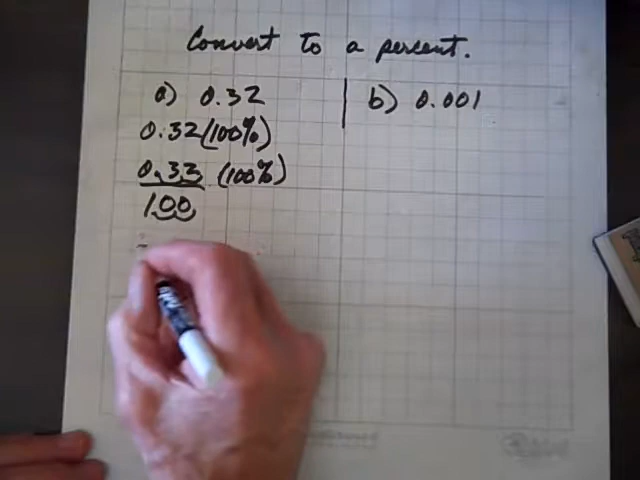 Convert to a percent.
a) 0.32
0.32(100%)
0.33 (100%)
100
b) 0.001